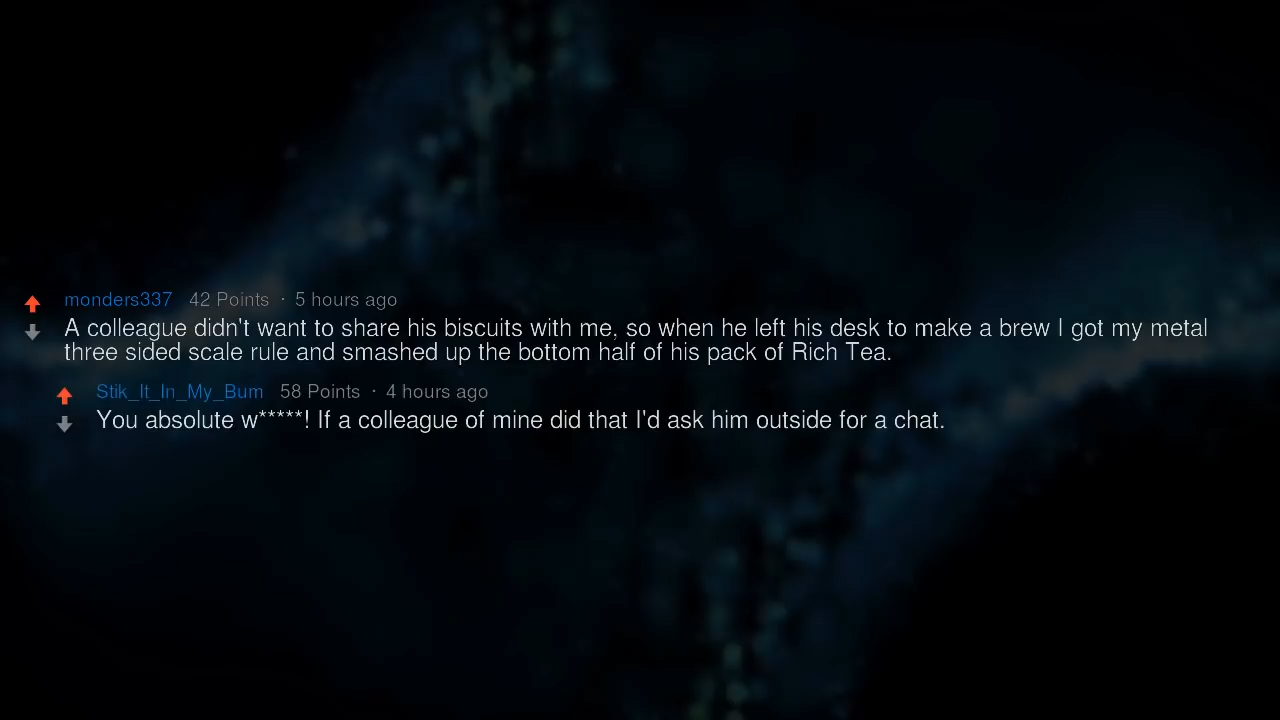 monders337 42 Points · 5 hours ago
A colleague didn't want to share his biscuits with me, so when he left his desk to make a brew I got my metal
three sided scale rule and smashed up the bottom half of his pack of Rich Tea.
Stik_It_In_My_Bum 58 Points · 4 hours ago
You absolute w*****! If a colleague of mine did that I'd ask him outside for a chat.